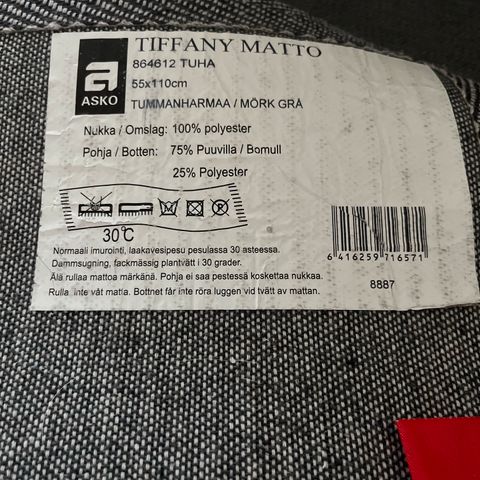 TIFFANY MATTO
a
ASKO
864612 TUHA
55x110cm
TUMMANHARMAA / MÖRK GRÅ
Nukka / Omslag: 100% polyester
Pohja / Botten: 75% Puuvilla / Bomull
25% Polyester
30°C
Normaali imurointi, laakavesipesu pesulassa 30 asteessa.
Dammsugning, fackmässig plantvätt i 30 grader.
Älä rullaa mattoa märkänä. Pohja ei saa pestessä koskettaa nukkaa.
Rulla inte våt matta. Bottnet får inte röra luggen vid tvätt av mattan.
6 416259 716571
8887